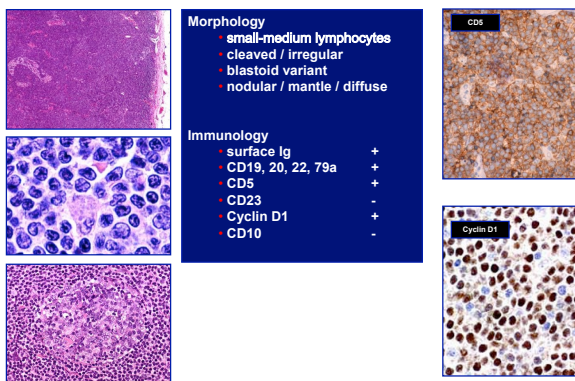 Morphology
• small-medium lymphocytes
• cleaved / irregular
• blastoid variant
• nodular / mantle / diffuse
Immunology
• surface Ig +
• CD19, 20, 22, 79a +
• CD5 +
• CD23 -
• Cyclin D1 +
• CD10 -
CD5
Cyclin D1